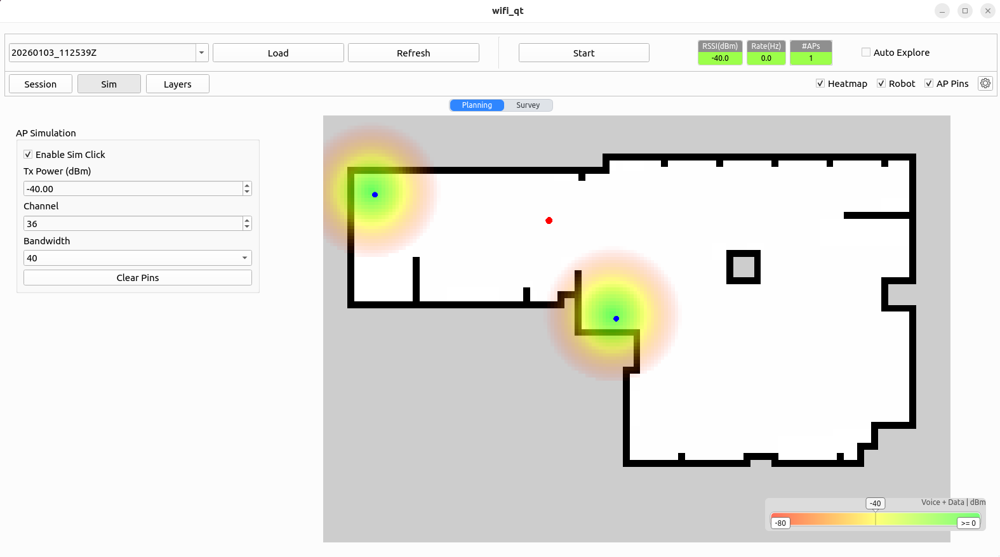 wifi_qt
20260103_112539Z
Load
Refresh
Start
RSSI(dBm)
-40.0
Rate(Hz)
0.0
#APs
1
Auto Explore
Session
Sim
Layers
Heatmap
Robot
AP Pins
Planning
Survey
AP Simulation
Enable Sim Click
Tx Power (dBm)
-40.00
Channel
36
Bandwidth
40
Clear Pins
-40
Voice + Data | dBm
-80
>= 0